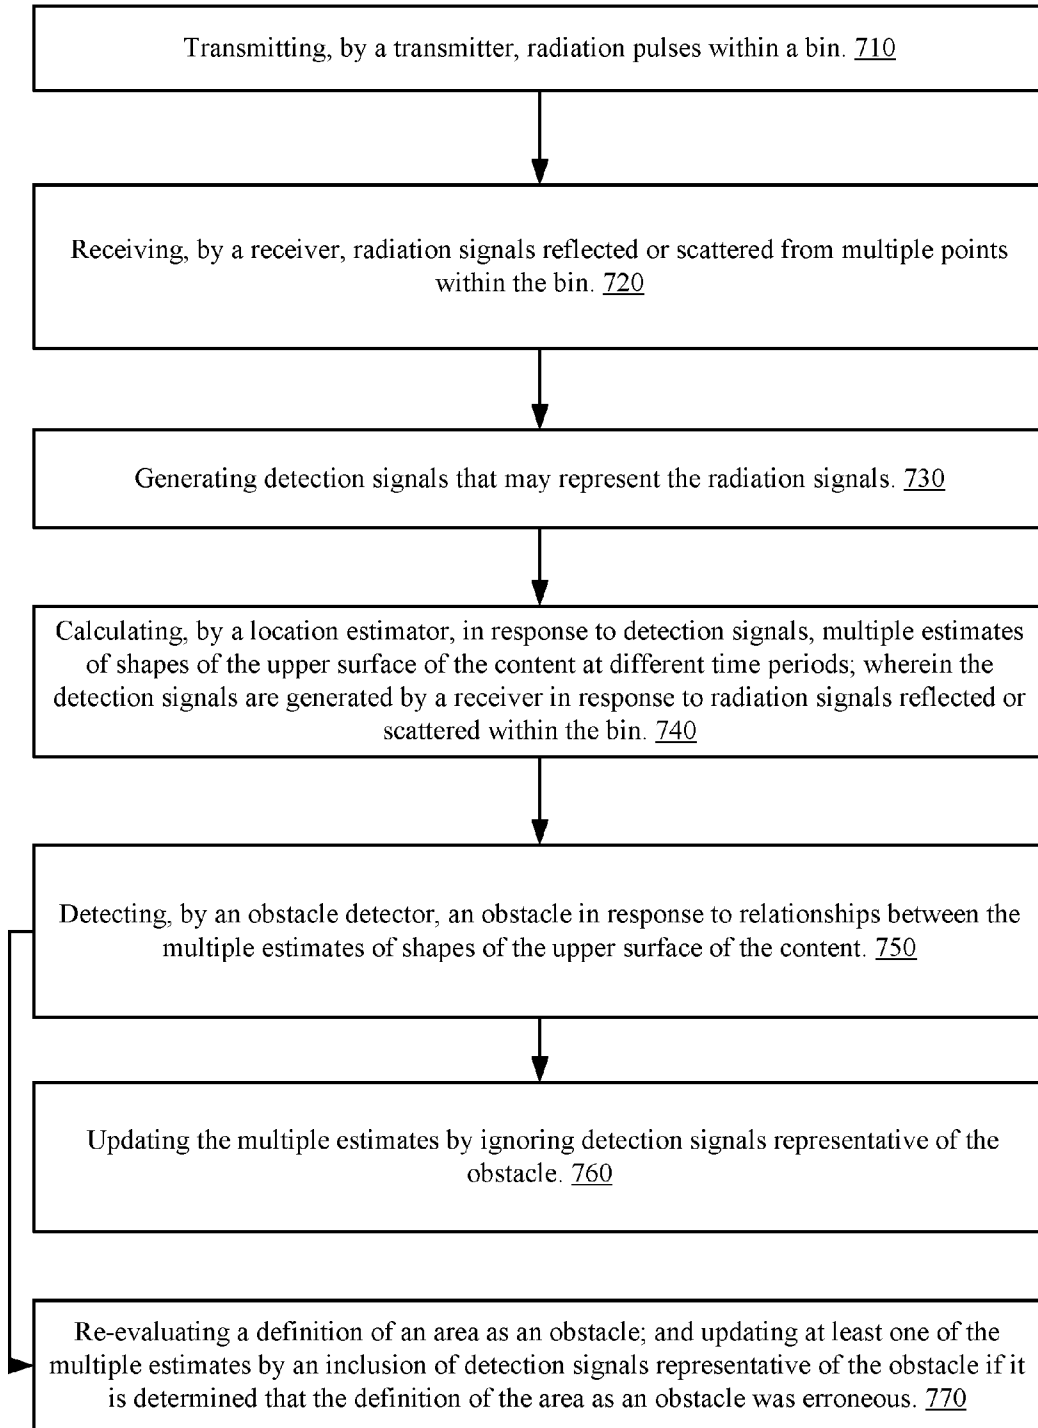 Transmitting, by a transmitter, radiation pulses within a bin. 710
Receiving, by a receiver, radiation signals reflected or scattered from multiple points
within the bin. 720
Generating detection signals that may represent the radiation signals. 730
Calculating, by a location estimator, in response to detection signals, multiple estimates
of shapes of the upper surface of the content at different time periods; wherein the
detection signals are generated by a receiver in response to radiation signals reflected or
scattered within the bin. 740
Detecting, by an obstacle detector, an obstacle in response to relationships between the
multiple estimates of shapes of the upper surface of the content. 750
Updating the multiple estimates by ignoring detection signals representative of the
obstacle. 760
Re-evaluating a definition of an area as an obstacle; and updating at least one of the
multiple estimates by an inclusion of detection signals representative of the obstacle if it
is determined that the definition of the area as an obstacle was erroneous. 770